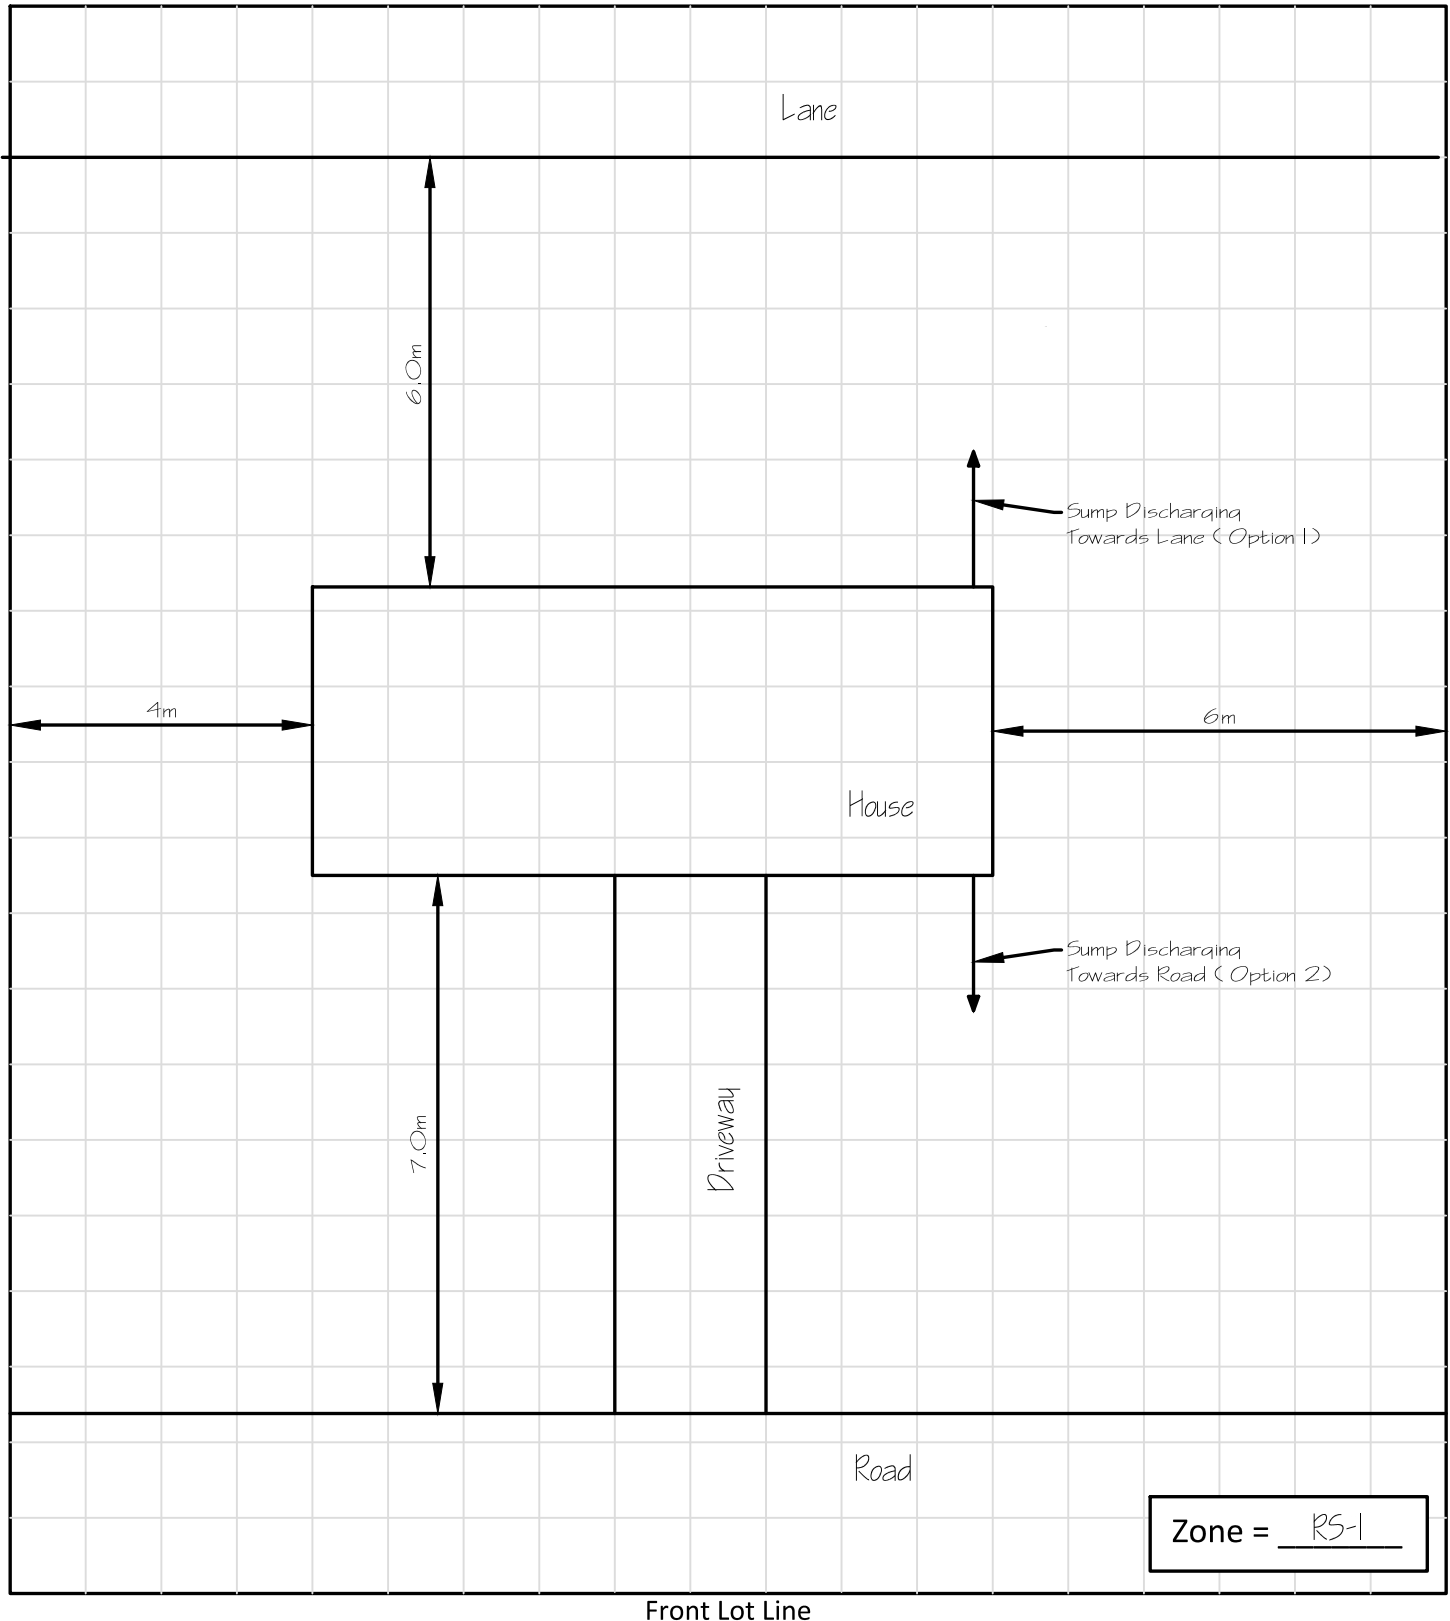 Lane
6.0m
Sump Discharging
Towards Lane ( Option 1)
4m
6m
House
Sump Discharging
Towards Road ( Option 2)
Driveway
7.0m
Road
Zone = RS-1
Front Lot Line